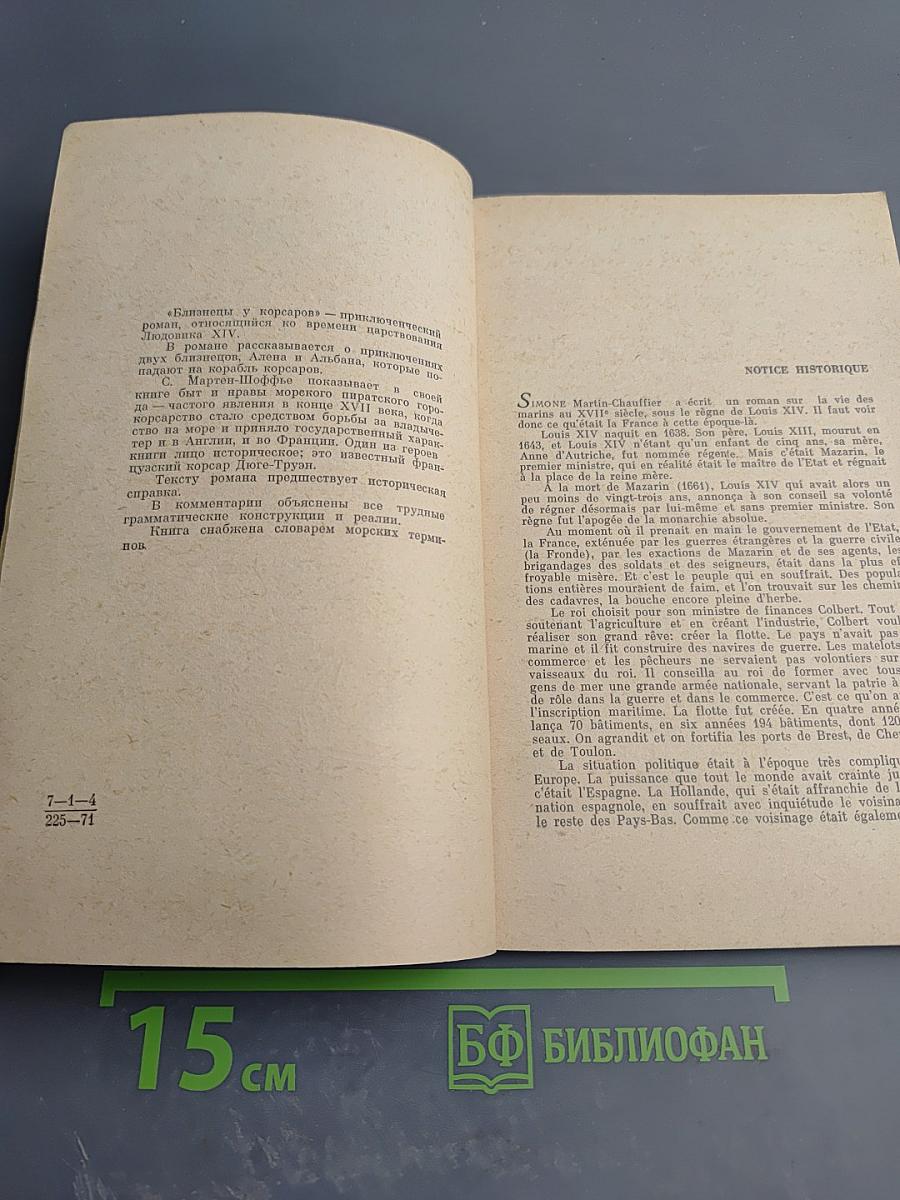 «Близнецы у корсаров» — приключенческий
роман, относящийся ко времени царствования
Людовика XIV.
В романе рассказывается о приключениях
двух близнецов, Алена и Альбана, которые по-
падают на корабль корсаров.
С. Мартен-Шоффье показывает в своей
книге быт и нравы морского пиратского горо-
да — частого явления в конце XVII века, когда
корсарство стало средством борьбы за владыче-
ство на море и приняло государственный харак-
тер и в Англии, и во Франции. Один из героев
книги лицо историческое; это известный фран-
цузский корсар Дюге-Труэн.
Тексту романа предшествует историческая
справка.
В комментарии объяснены все трудные
грамматические конструкции и реалии.
Книга снабжена словарём морских терми-
нов.
7—1—4
225—71
NOTICE HISTORIQUE
SIMONE Martin-Chauffier a écrit un roman sur la vie des
marins au XVIIe siècle, sous le règne de Louis XIV. Il faut voir
donc ce qu'était la France à cette époque-là.
Louis XIV naquit en 1638. Son père, Louis XIII, mourut en
1643, et Louis XIV n'étant qu'un enfant de cinq ans, sa mère,
Anne d'Autriche, fut nommée régente. Mais c'était Mazarin, le
premier ministre, qui en réalité était le maître de l'Etat et régnait
à la place de la reine mère.
A la mort de Mazarin (1661), Louis XIV qui avait alors un
peu moins de vingt-trois ans, annonça à son conseil sa volonté
de régner désormais par lui-même et sans premier ministre. Son
règne fut l'apogée de la monarchie absolue.
Au moment où il prenait en main le gouvernement de l'Etat,
la France, exténuée par les guerres étrangères et la guerre civile
(la Fronde), par les exactions de Mazarin et de ses agents, les
brigandages des soldats et des seigneurs, était dans la plus ef
froyable misère. Et c'est le peuple qui en souffrait. Des popula
tions entières mouraient de faim, et l'on trouvait sur les chemin
des cadavres, la bouche encore pleine d'herbe.
Le roi choisit pour son ministre de finances Colbert. Tout
soutenant l'agriculture et en créant l'industrie, Colbert voul
réaliser son grand rêve: créer la flotte. Le pays n'avait pas
marine et il fit construire des navires de guerre. Les matelots
commerce et les pêcheurs ne servaient pas volontiers sur
vaisseaux du roi. Il conseilla au roi de former avec tous
gens de mer une grande armée nationale, servant la patrie à
de rôle dans la guerre et dans le commerce. C'est ce qu'on a
l'inscription maritime. La flotte fut créée. En quatre anné
lança 70 bâtiments, en six années 194 bâtiments, dont 120
seaux. On agrandit et on fortifia les ports de Brest, de Che
et de Toulon.
La situation politique était à l'époque très compliqu
Europe. La puissance que tout le monde avait crainte ju
c'était l'Espagne. La Hollande, qui s'était affranchie de l
nation espagnole, en souffrait avec inquiétude le voisina
le reste des Pays-Bas. Comme ce voisinage était égaleme
15 см
БФ БИБЛИОФАН